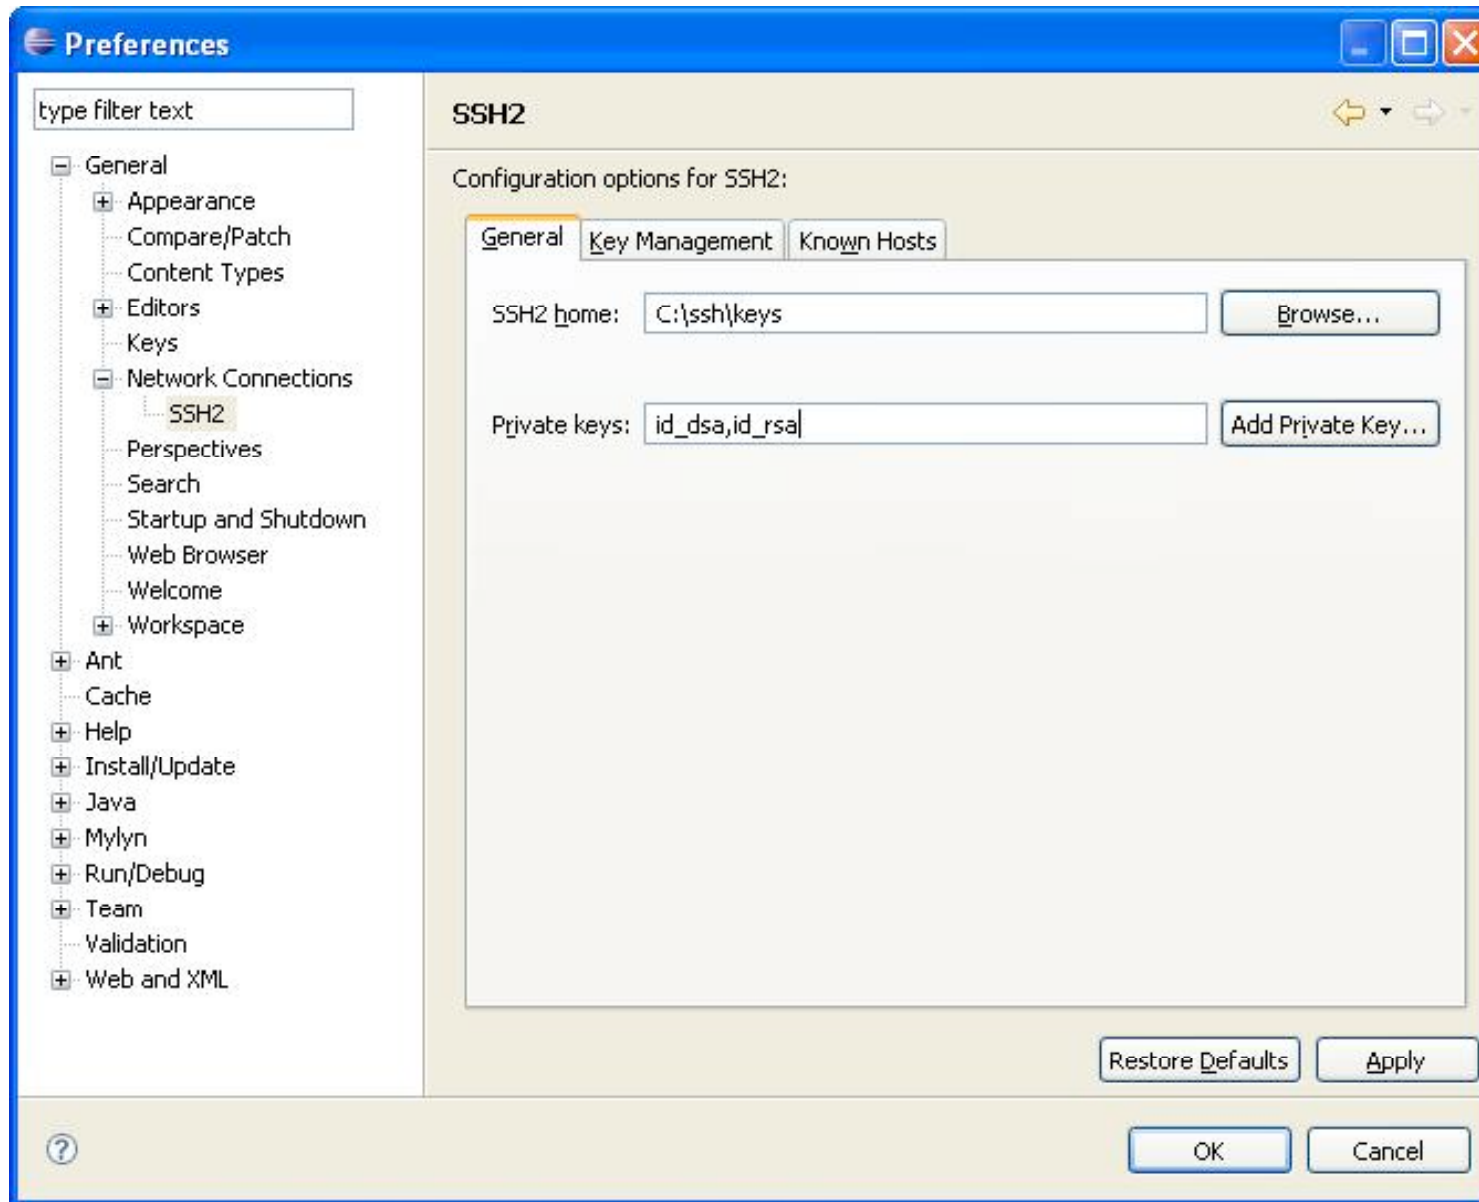 Preferences
type filter text
General
Appearance
Compare/Patch
Content Types
Editors
Keys
Network Connections
SSH2
Perspectives
Search
Startup and Shutdown
Web Browser
Welcome
Workspace
Ant
Cache
Help
Install/Update
Java
Mylyn
Run/Debug
Team
Validation
Web and XML
SSH2
Configuration options for SSH2:
General Key Management Known Hosts
SSH2 home: C:\ssh\keys Browse...
Private keys: id_dsa,id_rsa Add Private Key...
Restore Defaults Apply
? OK Cancel